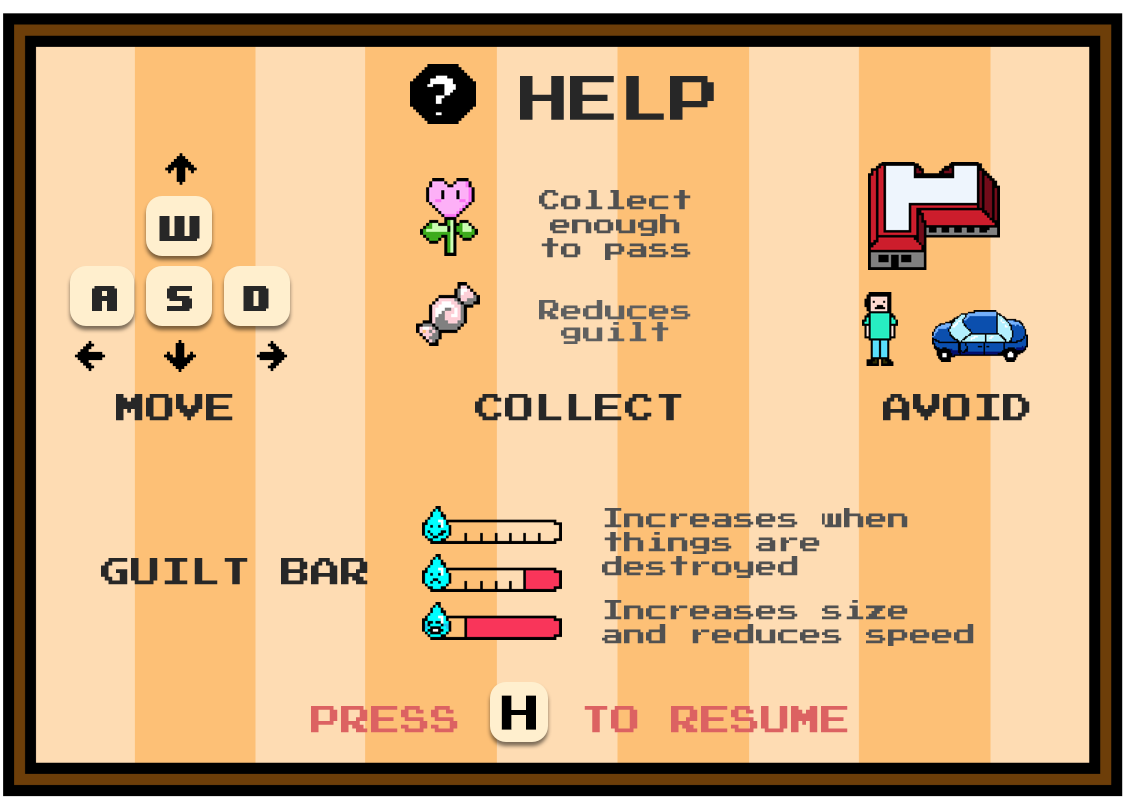 ?
HELP
W
A S D
MOVE
Collect
enough
to pass
Reduces
guilt
COLLECT
AVOID
GUILT BAR
Increases when
things are
destroyed
Increases size
and reduces speed
PRESS H TO RESUME